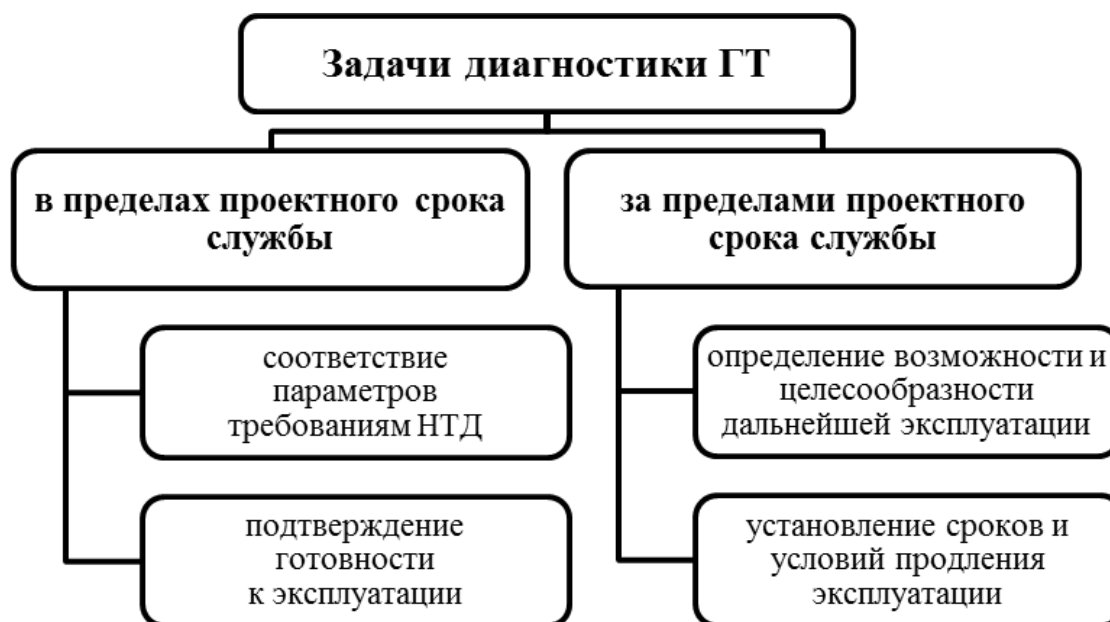 Задачи диагностики ГТ
в пределах проектного срока
службы
соответствие
параметров
требованиям НТД
подтверждение
готовности
к эксплуатации
за пределами проектного
срока службы
определение возможности и
целесообразности
дальнейшей эксплуатации
установление сроков и
условий продления
эксплуатации